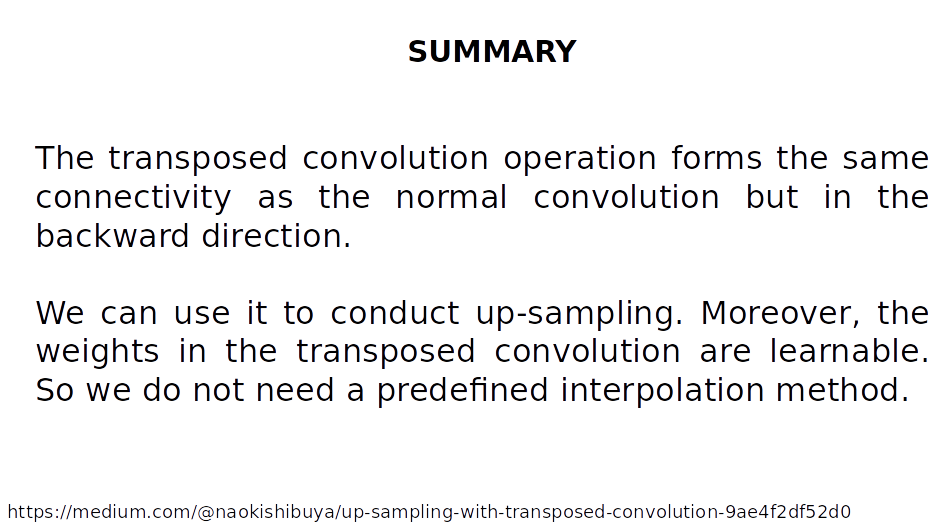 SUMMARY
The transposed convolution operation forms the same
connectivity as the normal convolution but in the
backward direction.
We can use it to conduct up-sampling. Moreover, the
weights in the transposed convolution are learnable.
So we do not need a predefined interpolation method.
https://medium.com/@naokishibuya/up-sampling-with-transposed-convolution-9ae4f2df52d0